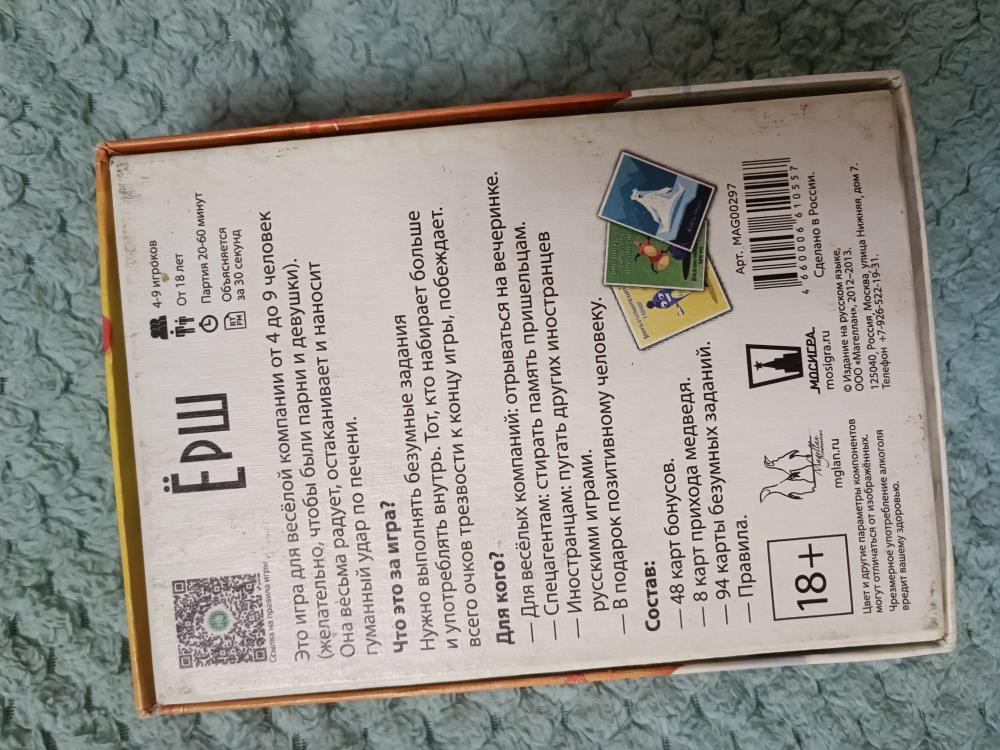 Ссылка на правила игры
ЁРШ
4-9 игроков
От 18 лет
Партия 20-60 минут
Объясняется
за 30 секунд
RT
FM
Это игра для весёлой компании от 4 до 9 человек
(желательно, чтобы были парни и девушки).
Она весьма радует, остаканивает и наносит
гуманный удар по печени.
Что это за игра?
Нужно выполнять безумные задания
и употреблять внутрь. Тот, кто набирает больше
всего очков трезвости к концу игры, побеждает.
Для кого?
— Для весёлых компаний: отрываться на вечеринке.
— Спецагентам: стирать память пришельцам.
— Иностранцам: пугать других иностранцев
русскими играми.
— В подарок позитивному человеку.
Состав:
— 48 карт бонусов.
— 8 карт прихода медведя.
— 94 карты безумных заданий.
— Правила.
18+
Magellan
mglan.ru
МОСИГРА
mosigra.ru
Арт. MAG00297
4 660006 610557
Сделано в России.
Цвет и другие параметры компонентов
могут отличаться от изображённых.
Чрезмерное употребление алкоголя
вредит вашему здоровью.
© Издание на русском языке,
ООО «Магеллан», 2012–2013.
125040, Россия, Москва, улица Нижняя, дом 7.
Телефон +7-926-522-19-31.